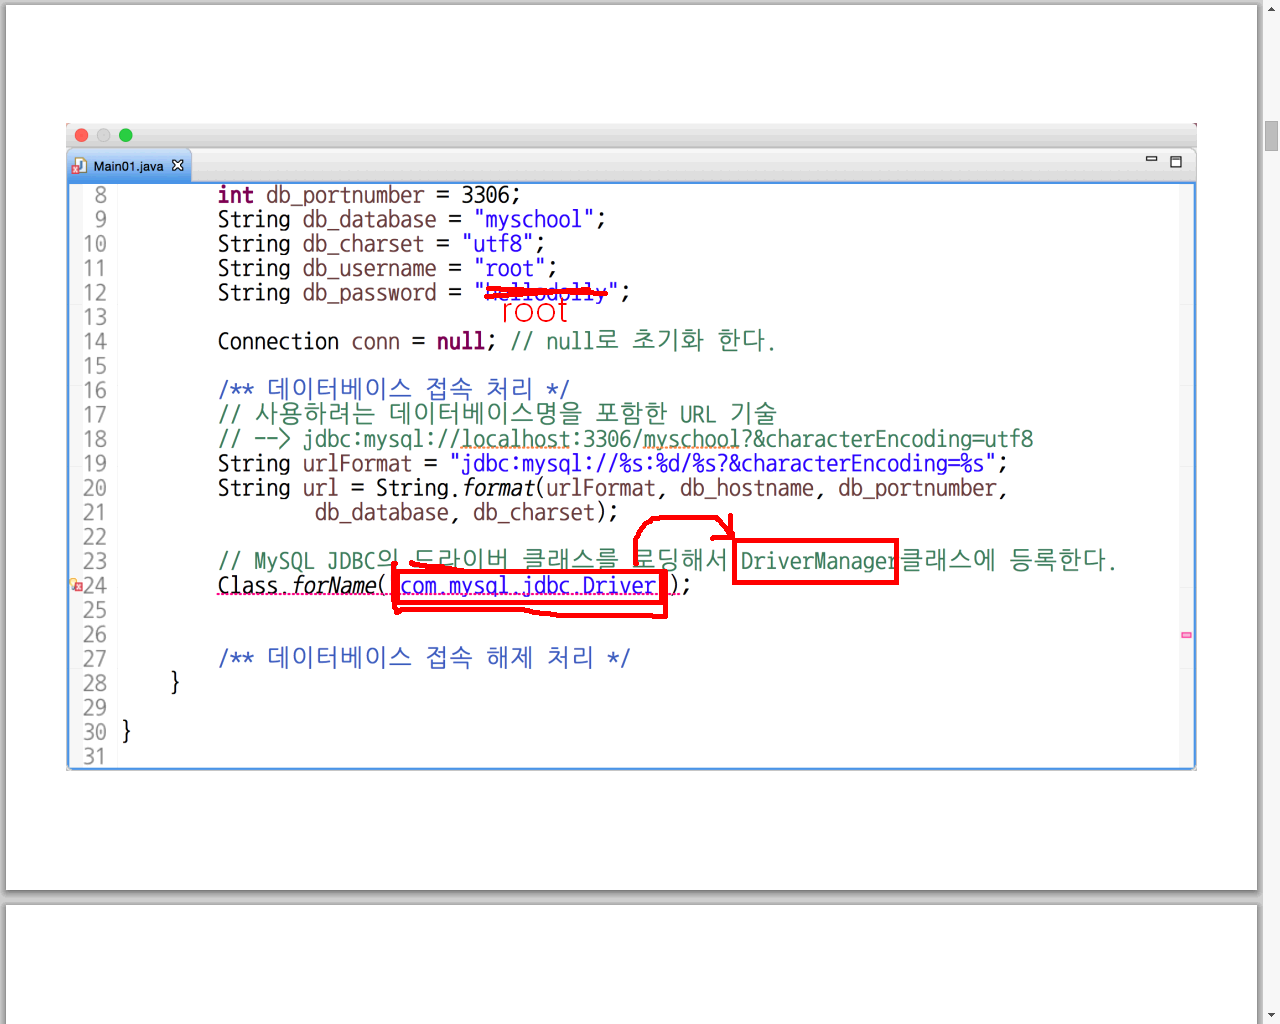 Main01.java
8 int db_portnumber = 3306;
9 String db_database = "myschool";
10 String db_charset = "utf8";
11 String db_username = "root";
12 String db_password = "hellodolly";
root
13
14 Connection conn = null; // null로 초기화 한다.
15
16 /** 데이터베이스 접속 처리 */
17 // 사용하려는 데이터베이스명을 포함한 URL 기술
18 // --> jdbc:mysql://localhost:3306/myschool?&characterEncoding=utf8
19 String urlFormat = "jdbc:mysql://%s:%d/%s?&characterEncoding=%s";
20 String url = String.format(urlFormat, db_hostname, db_portnumber,
21 db_database, db_charset);
22
23 // MySQL JDBC의 드라이버 클래스를 로딩해서 DriverManager클래스에 등록한다.
24 Class.forName( com.mysql.jdbc.Driver );
25
26
27 /** 데이터베이스 접속 해제 처리 */
28 }
29
30 }
31